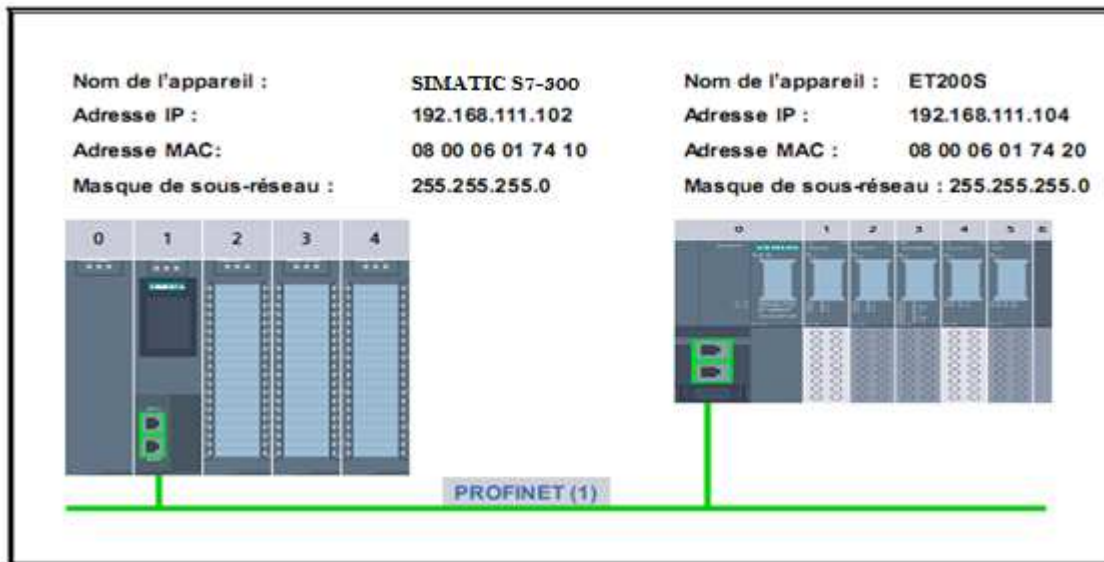 Nom de l'appareil : SIMATIC S7-300
Adresse IP : 192.168.111.102
Adresse MAC: 08 00 06 01 74 10
Masque de sous-réseau : 255.255.255.0
Nom de l'appareil : ET200S
Adresse IP : 192.168.111.104
Adresse MAC : 08 00 06 01 74 20
Masque de sous-réseau : 255.255.255.0
0 1 2 3 4
0 1 2 3 4 5 6
SIEMENS
SIEMENS
PROFINET (1)